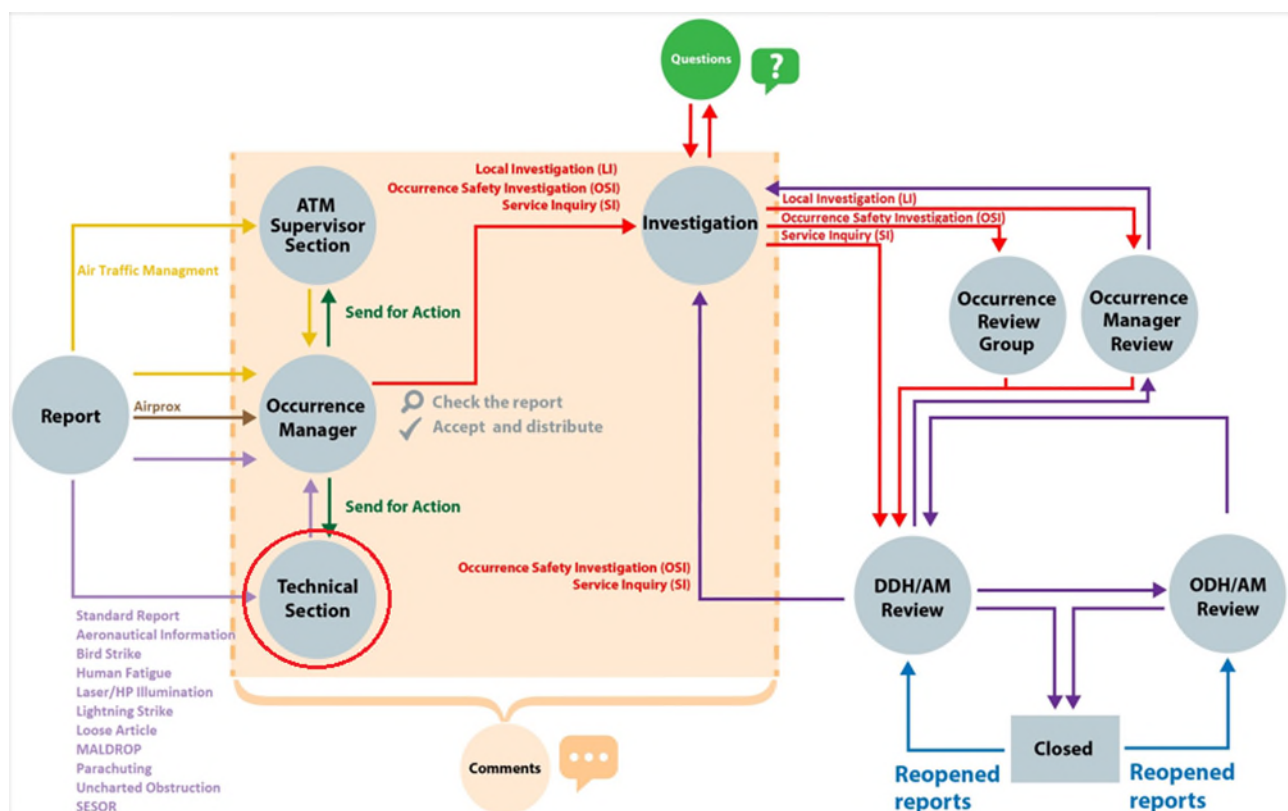 Questions
?
Local Investigation (LI)
Occurrence Safety Investigation (OSI)
Service Inquiry (SI)
ATM
Supervisor
Section
Investigation
Local Investigation (LI)
Occurrence Safety Investigation (OSI)
Service Inquiry (SI)
Air Traffic Managment
Send for Action
Occurrence
Review
Group
Occurrence
Manager
Review
Report
Airprox
Occurrence
Manager
Check the report
Accept and distribute
Send for Action
Technical
Section
Occurrence Safety Investigation (OSI)
Service Inquiry (SI)
DDH/AM
Review
ODH/AM
Review
Standard Report
Aeronautical Information
Bird Strike
Human Fatigue
Laser/HP Illumination
Lightning Strike
Loose Article
MALDROP
Parachuting
Uncharted Obstruction
SESOR
Comments
Closed
Reopened
reports
Reopened
reports